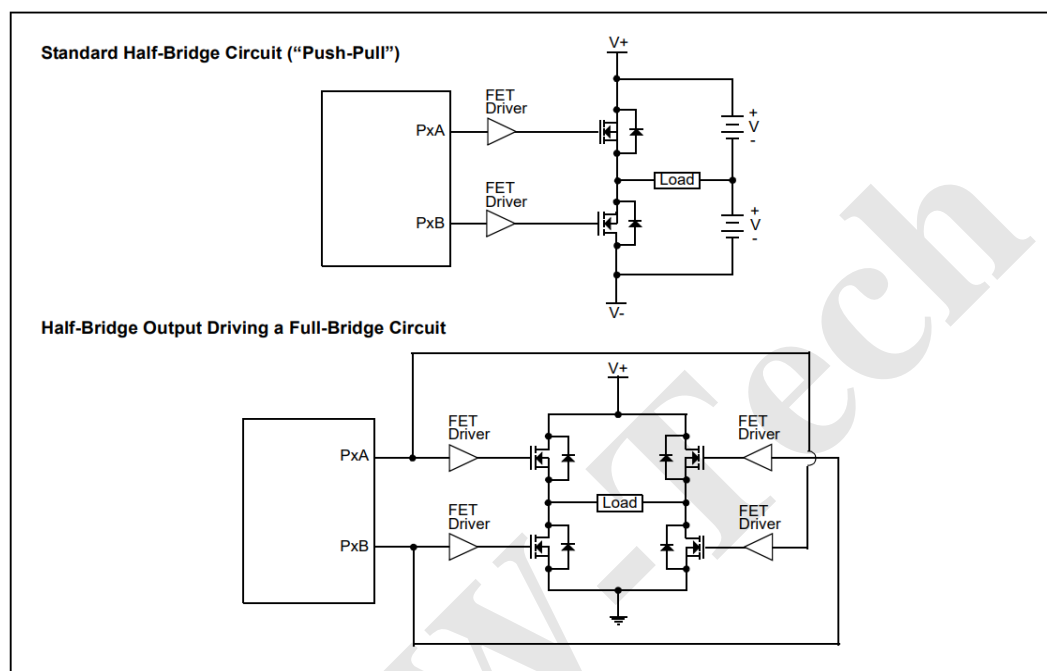 Standard Half-Bridge Circuit (“Push-Pull”)
V+
FET
Driver
PxA
+
V
-
Load
FET
Driver
+
V
-
PxB
V-
Half-Bridge Output Driving a Full-Bridge Circuit
V+
FET
Driver
FET
Driver
PxA
Load
FET
Driver
FET
Driver
PxB
w-Tech